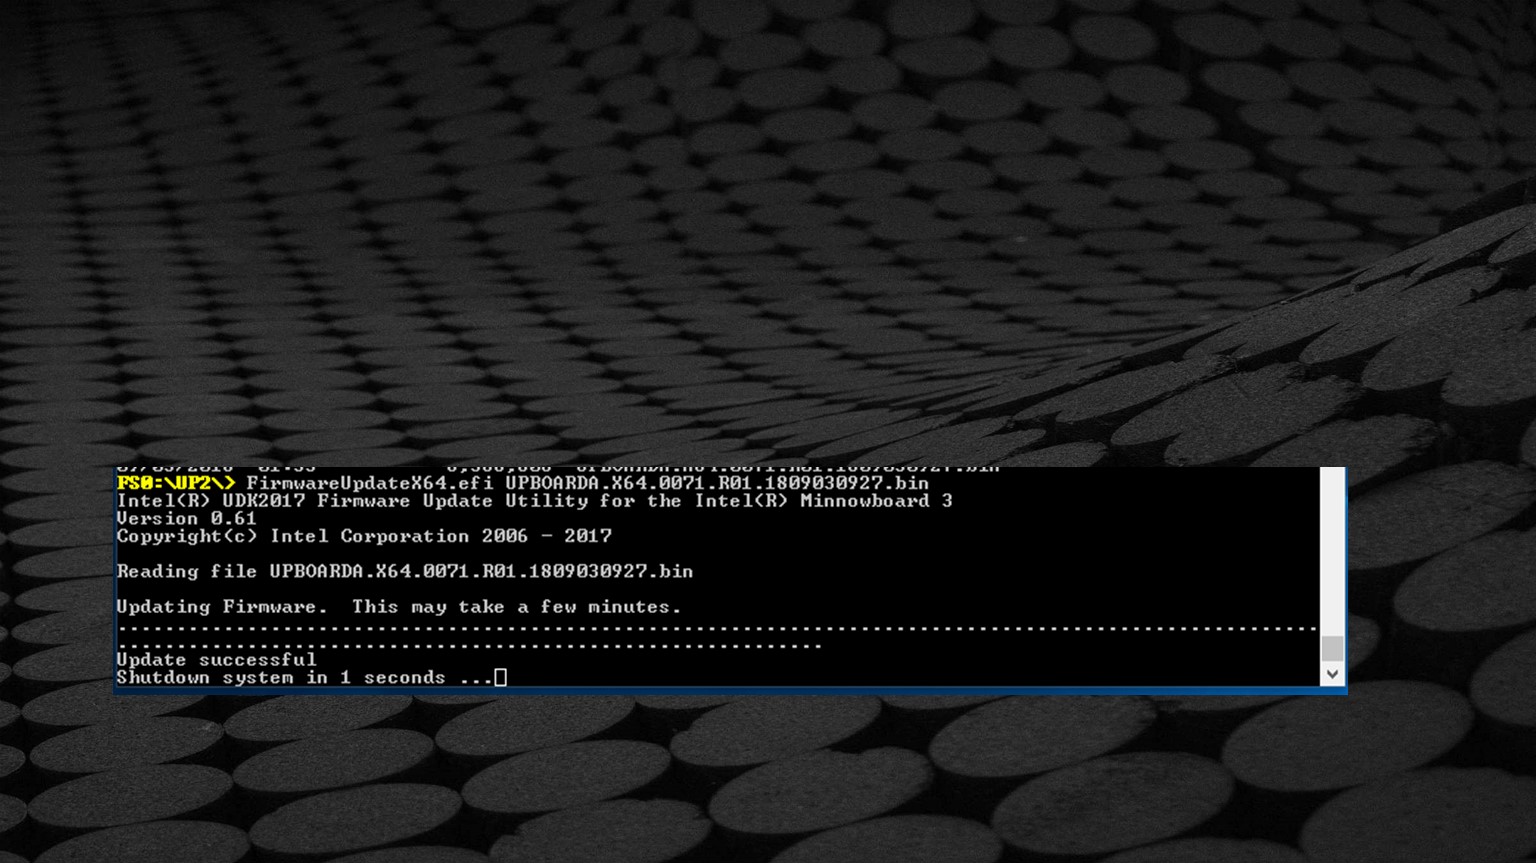 FS0:\UP2\> FirmwareUpdateX64.efi UPBOARDA.X64.0071.R01.1809030927.bin
Intel(R) UDK2017 Firmware Update Utility for the Intel(R) Minnowboard 3
Version 0.61
Copyright(c) Intel Corporation 2006 - 2017
Reading file UPBOARDA.X64.0071.R01.1809030927.bin
Updating Firmware.  This may take a few minutes.
......................................................................................................
............................................................
Update successful
Shutdown system in 1 seconds ...